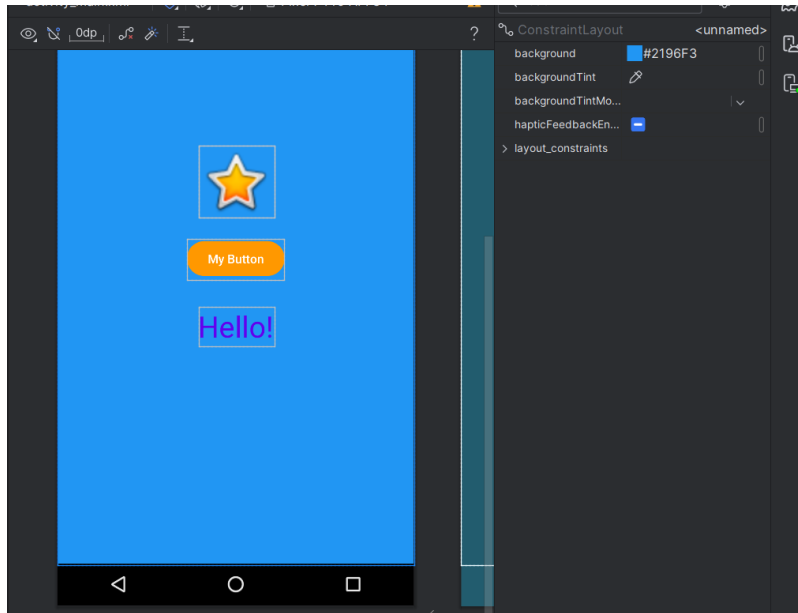 0dp
?
ConstraintLayout <unnamed>
background #2196F3
backgroundTint
backgroundTintMo...
hapticFeedbackEn...
layout_constraints
My Button
Hello!